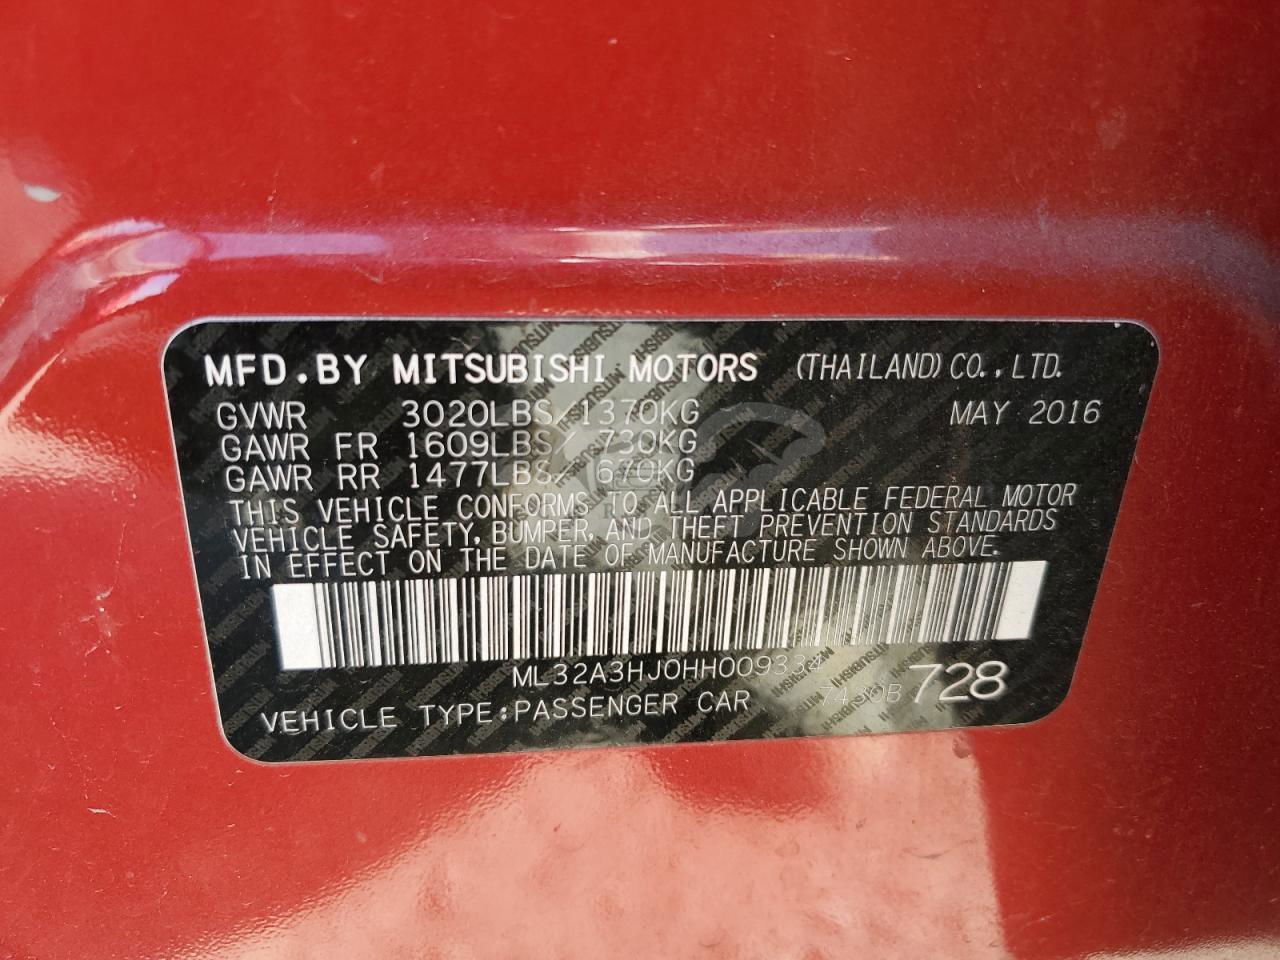 MFD.BY MITSUBISHI MOTORS (THAILAND)CO.,LTD.
GVWR 3020LBS/1370KG MAY 2016
GAWR FR 1609LBS/ 730KG
GAWR RR 1477LBS/ 670KG
THIS VEHICLE CONFORMS TO ALL APPLICABLE FEDERAL MOTOR
VEHICLE SAFETY, BUMPER, AND THEFT PREVENTION STANDARDS
IN EFFECT ON THE DATE OF MANUFACTURE SHOWN ABOVE.
ML32A3HJ0HH009334
728
VEHICLE TYPE:PASSENGER CAR